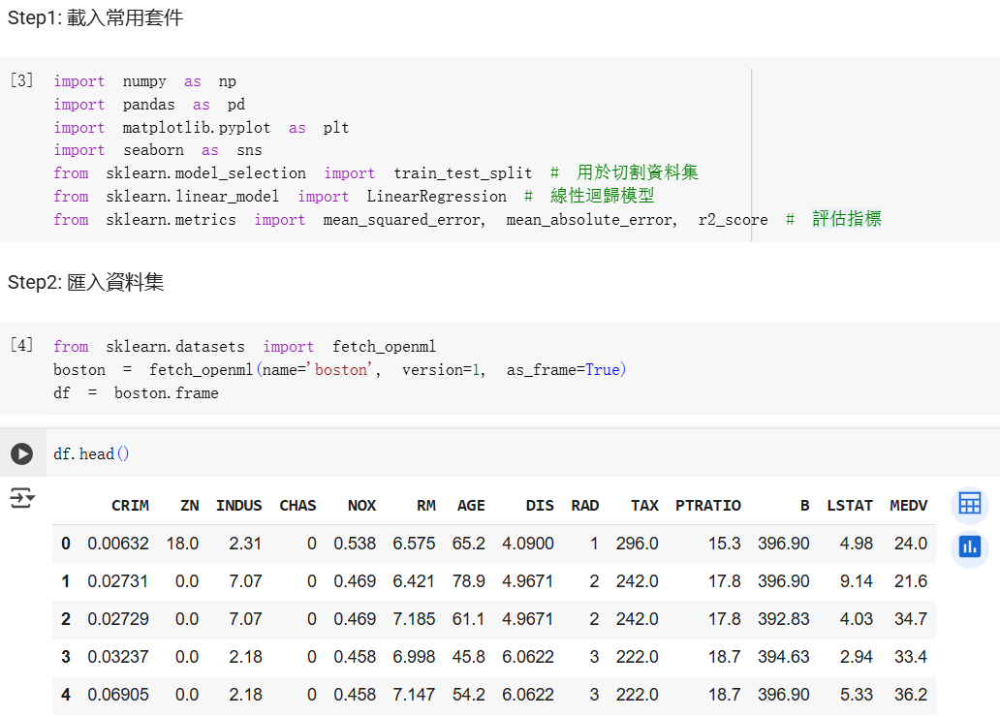 Step1: 載入常用套件
[3] import numpy as np
import pandas as pd
import matplotlib.pyplot as plt
import seaborn as sns
from sklearn.model_selection import train_test_split # 用於切割資料集
from sklearn.linear_model import LinearRegression # 線性迴歸模型
from sklearn.metrics import mean_squared_error, mean_absolute_error, r2_score # 評估指標
Step2: 匯入資料集
[4] from sklearn.datasets import fetch_openml
boston = fetch_openml(name='boston', version=1, as_frame=True)
df = boston.frame
df.head()
CRIM ZN INDUS CHAS NOX RM AGE DIS RAD TAX PTRATIO B LSTAT MEDV
0 0.00632 18.0 2.31 0 0.538 6.575 65.2 4.0900 1 296.0 15.3 396.90 4.98 24.0
1 0.02731 0.0 7.07 0 0.469 6.421 78.9 4.9671 2 242.0 17.8 396.90 9.14 21.6
2 0.02729 0.0 7.07 0 0.469 7.185 61.1 4.9671 2 242.0 17.8 392.83 4.03 34.7
3 0.03237 0.0 2.18 0 0.458 6.998 45.8 6.0622 3 222.0 18.7 394.63 2.94 33.4
4 0.06905 0.0 2.18 0 0.458 7.147 54.2 6.0622 3 222.0 18.7 396.90 5.33 36.2